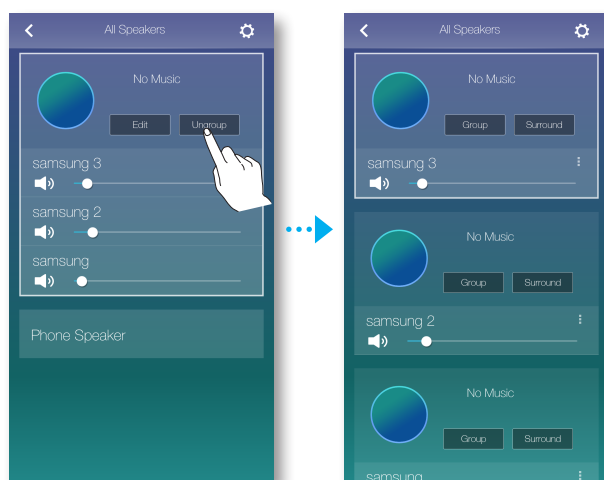 All Speakers
No Music
Edit
Ungroup
samsung 3
samsung 2
samsung
Phone Speaker
All Speakers
No Music
Group
Surround
samsung 3
No Music
Group
Surround
samsung 2
No Music
Group
Surround
samsung